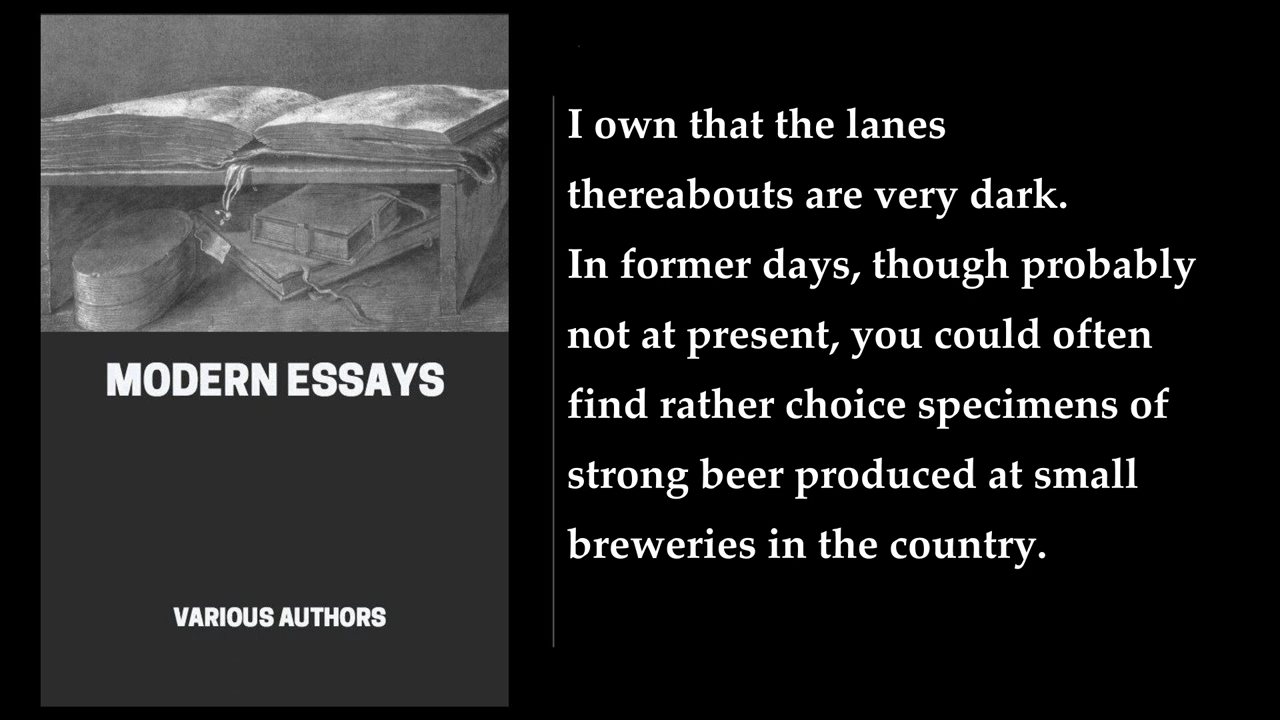 MODERN ESSAYS
VARIOUS AUTHORS
I own that the lanes
thereabouts are very dark.
In former days, though probably
not at present, you could often
find rather choice specimens of
strong beer produced at small
breweries in the country.